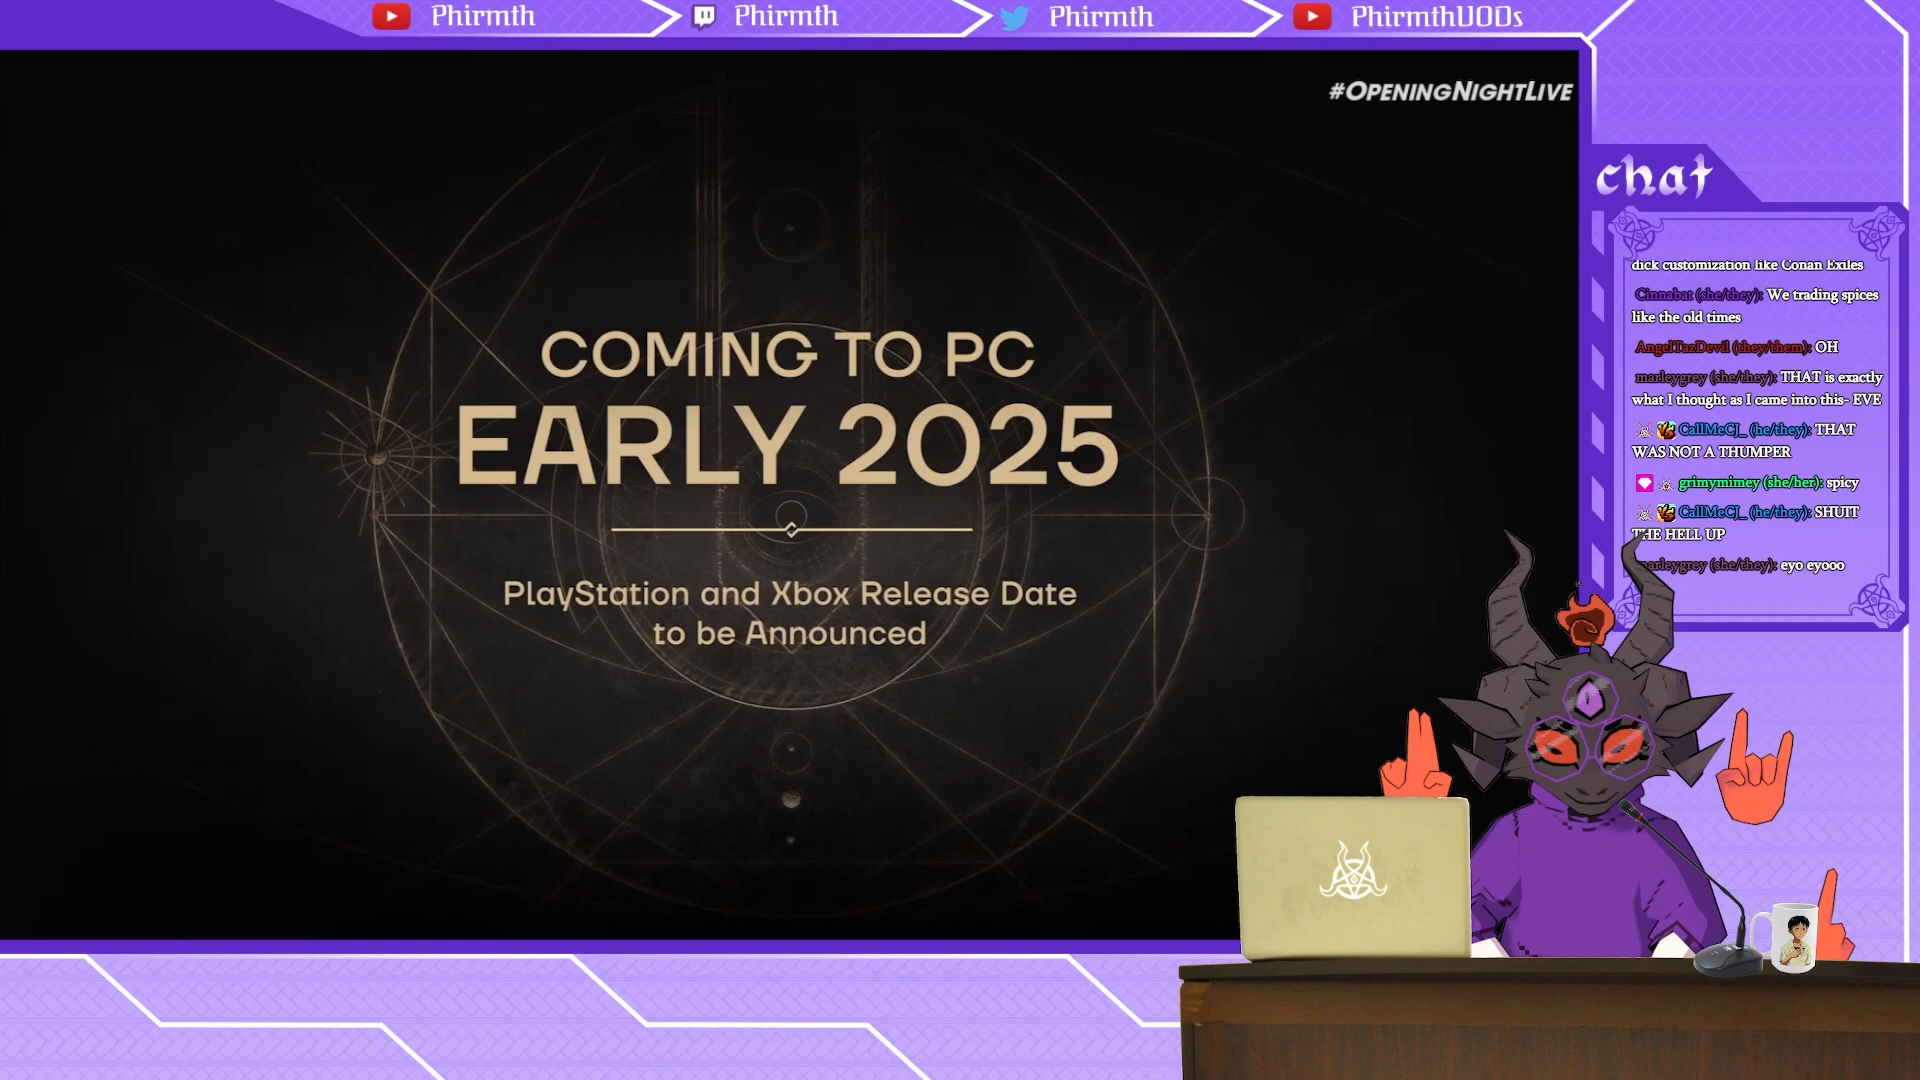 Phirmth
Phirmth
Phirmth
PhirmthVODs
#OPENINGNIGHTLIVE
COMING TO PC
EARLY 2025
PlayStation and Xbox Release Date
to be Announced
chat
dick customization like Conan Exiles
Cinnabat (she/they): We trading spices
like the old times
AngelTazDevil (they/them): OH
marleygrey (she/they): THAT is exactly
what I thought as I came into this- EVE
CallMeCJ_ (he/they): THAT
WAS NOT A THUMPER
grimymimey (she/her): spicy
CallMeCJ_ (he/they): SHUIT
THE HELL UP
marleygrey (she/they): eyo eyooo